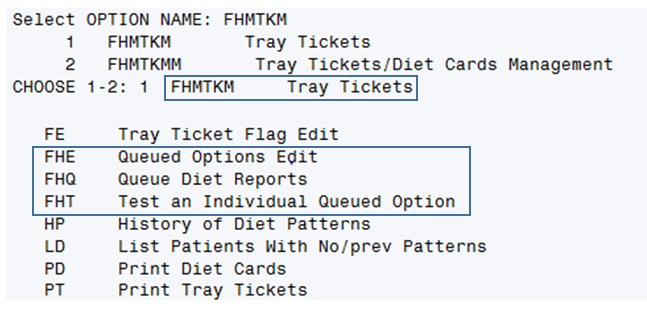 Select OPTION NAME: FHMTKM
1 FHMTKM Tray Tickets
2 FHMTKMM Tray Tickets/Diet Cards Management
CHOOSE 1-2: 1 FHMTKM Tray Tickets
FE Tray Ticket Flag Edit
FHE Queued Options Edit
FHQ Queue Diet Reports
FHT Test an Individual Queued Option
HP History of Diet Patterns
LD List Patients With No/prev Patterns
PD Print Diet Cards
PT Print Tray Tickets